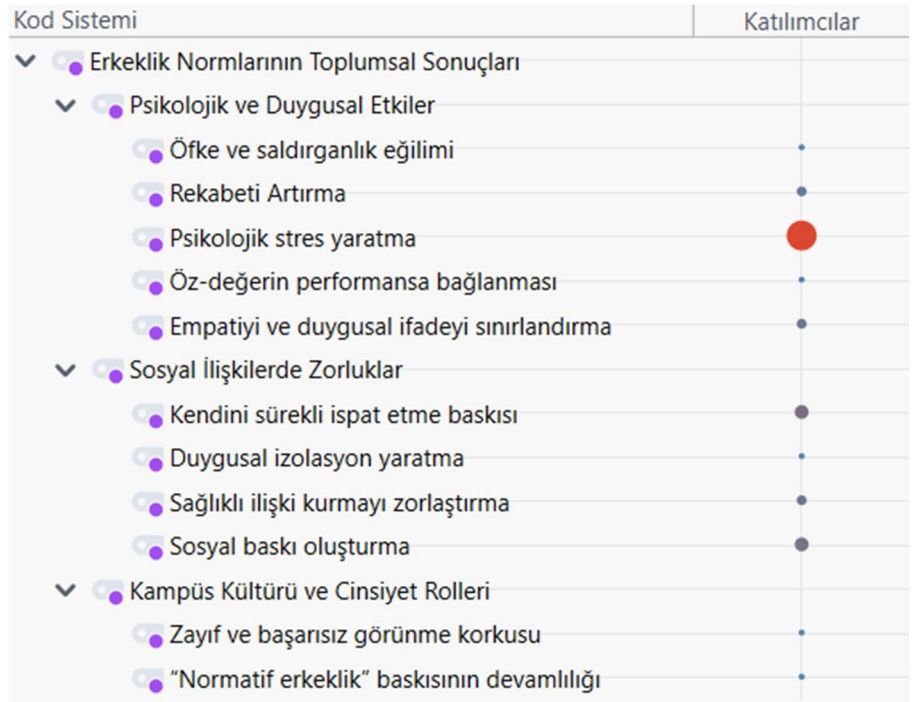 Kod Sistemi Katılımcılar
Erkeklik Normlarının Toplumsal Sonuçları
Psikolojik ve Duygusal Etkiler
Öfke ve saldırganlık eğilimi
Rekabeti Artırma
Psikolojik stres yaratma
Öz-değerin performansa bağlanması
Empatiyi ve duygusal ifadeyi sınırlandırma
Sosyal İlişkilerde Zorluklar
Kendini sürekli ispat etme baskısı
Duygusal izolasyon yaratma
Sağlıklı ilişki kurmayı zorlaştırma
Sosyal baskı oluşturma
Kampüs Kültürü ve Cinsiyet Rolleri
Zayıf ve başarısız görünme korkusu
“Normatif erkeklik” baskısının devamlılığı